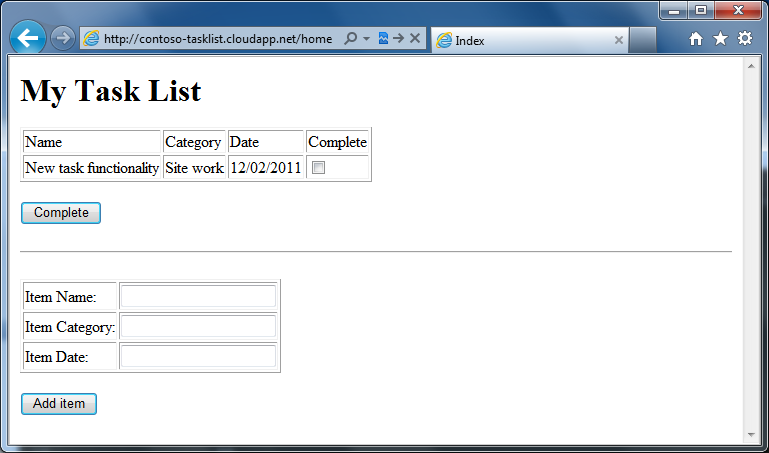 http://contoso-tasklist.cloudapp.net/home
Index
My Task List
Name Category Date Complete
New task functionality Site work 12/02/2011
Complete
Item Name:
Item Category:
Item Date:
Add item